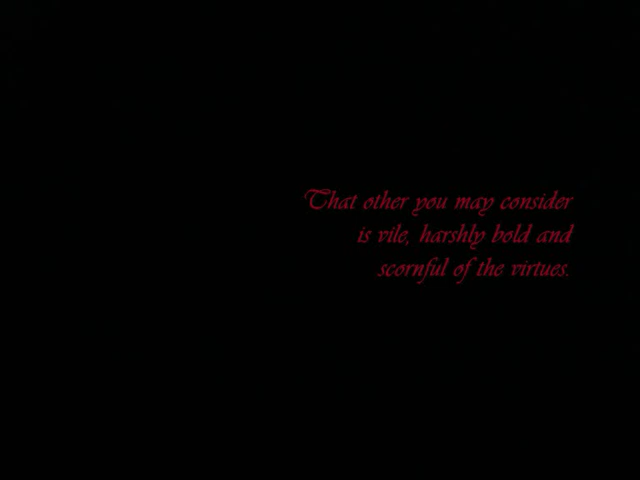 That other you may consider
is vile, harshly bold and
scornful of the virtues.